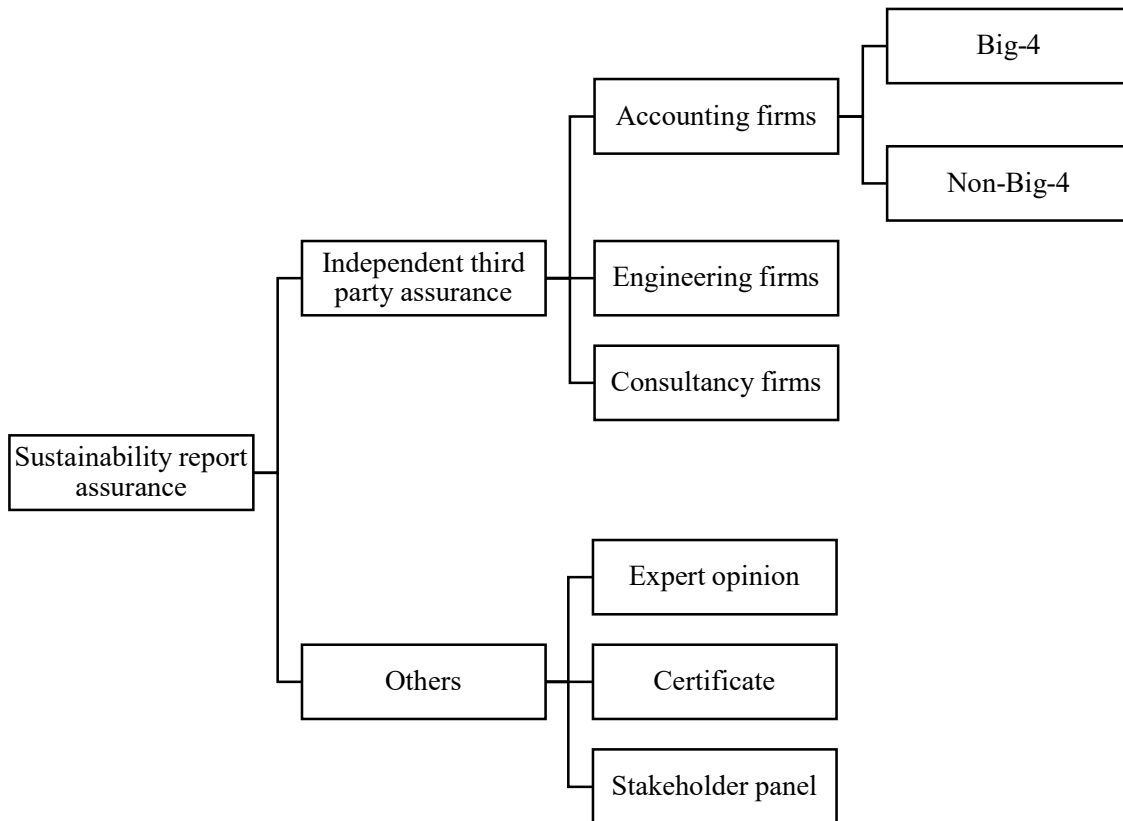 Big-4
Accounting firms
Non-Big-4
Independent third
party assurance
Engineering firms
Consultancy firms
Sustainability report
assurance
Expert opinion
Others
Certificate
Stakeholder panel